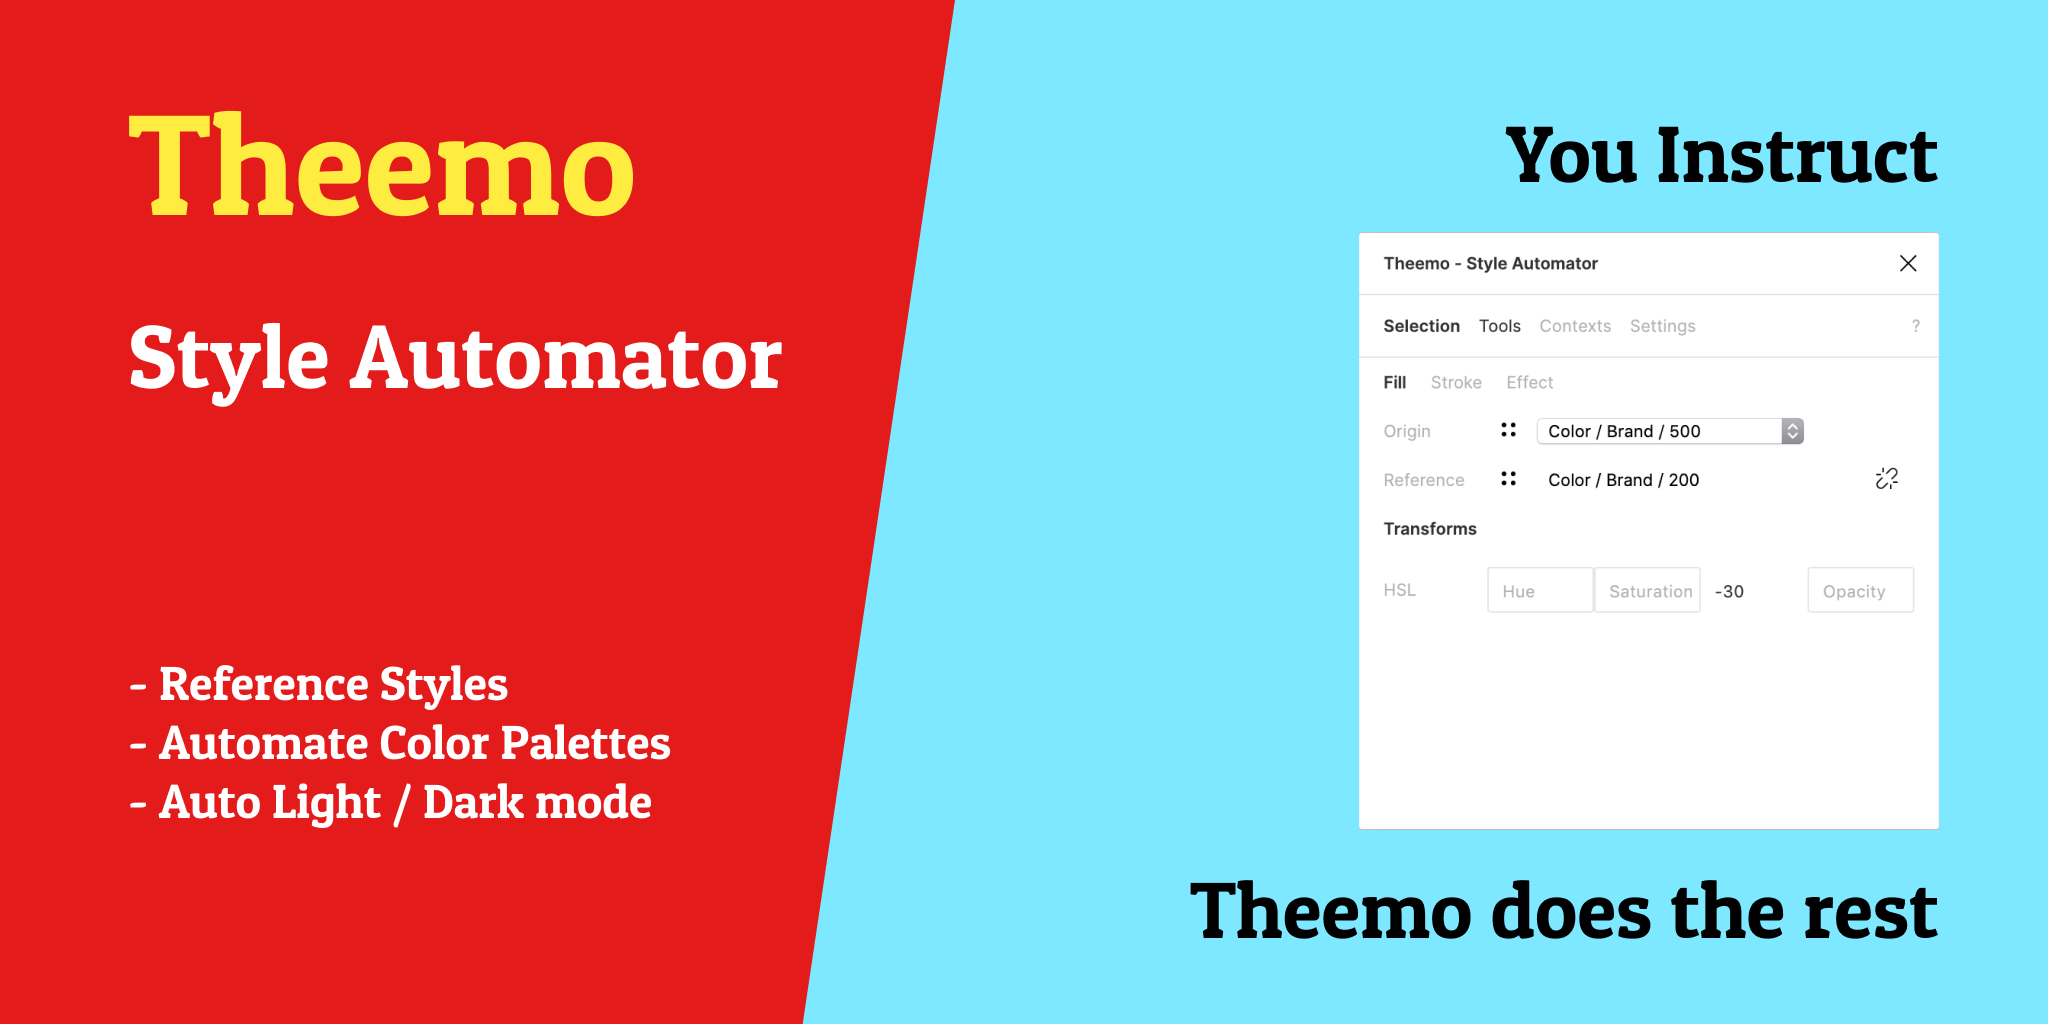 Theemo
Style Automator
- Reference Styles
- Automate Color Palettes
- Auto Light / Dark mode
You Instruct
Theemo - Style Automator
Selection Tools Contexts Settings ?
Fill Stroke Effect
Origin Color / Brand / 500
Reference Color / Brand / 200
Transforms
HSL Hue Saturation -30 Opacity
Theemo does the rest